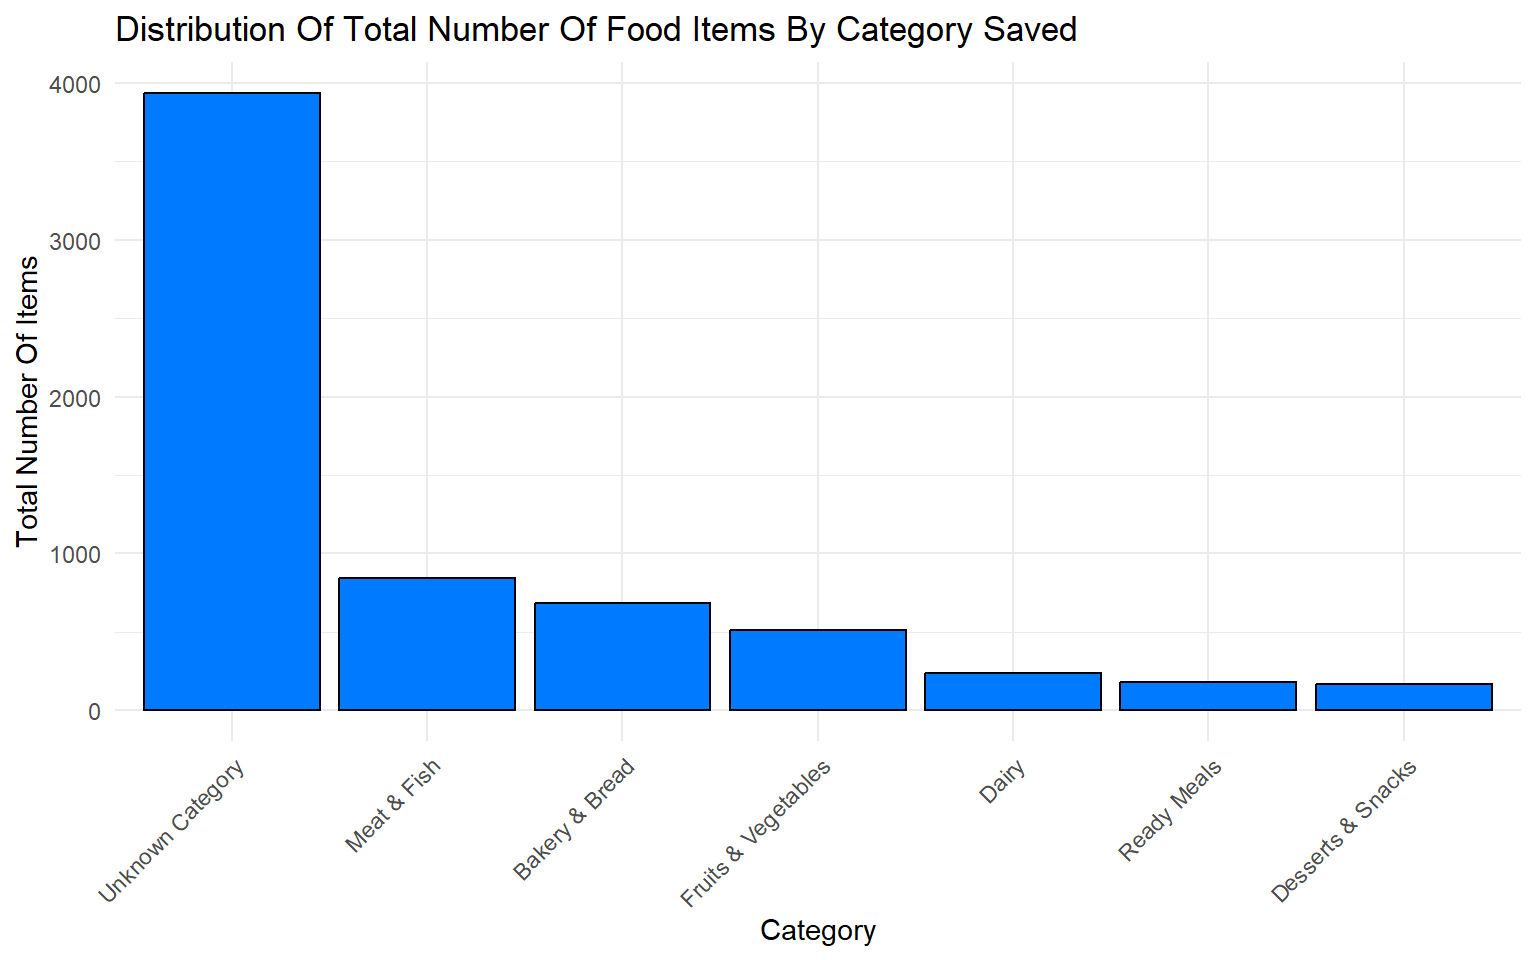 Distribution Of Total Number Of Food Items By Category Saved
4000
3000
2000
1000
0
Total Number Of Items
Unknown Category
Meat & Fish
Bakery & Bread
Fruits & Vegetables
Dairy
Ready Meals
Desserts & Snacks
Category